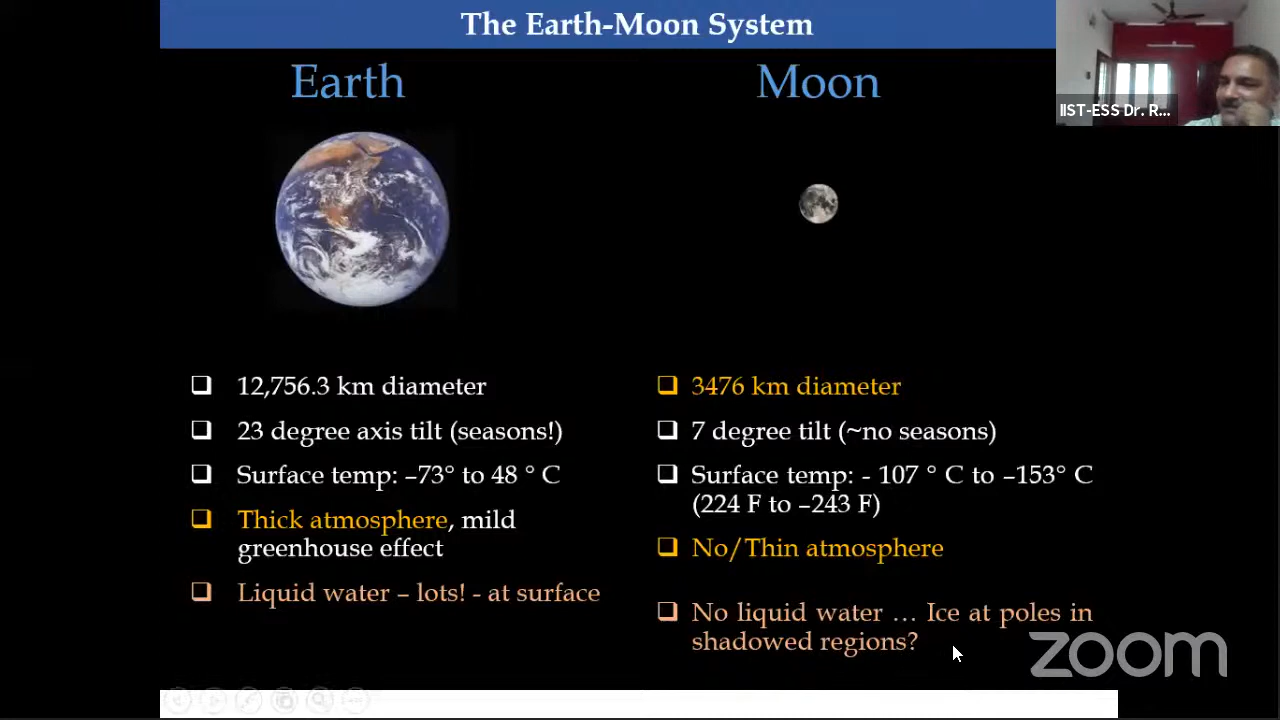 The Earth-Moon System
IIST-ESS Dr. R...
Earth
Moon
12,756.3 km diameter
23 degree axis tilt (seasons!)
Surface temp: –73° to 48 ° C
Thick atmosphere, mild
greenhouse effect
Liquid water – lots! - at surface
3476 km diameter
7 degree tilt (~no seasons)
Surface temp: - 107 ° C to –153° C
(224 F to –243 F)
No/Thin atmosphere
No liquid water … Ice at poles in
shadowed regions?
zoom